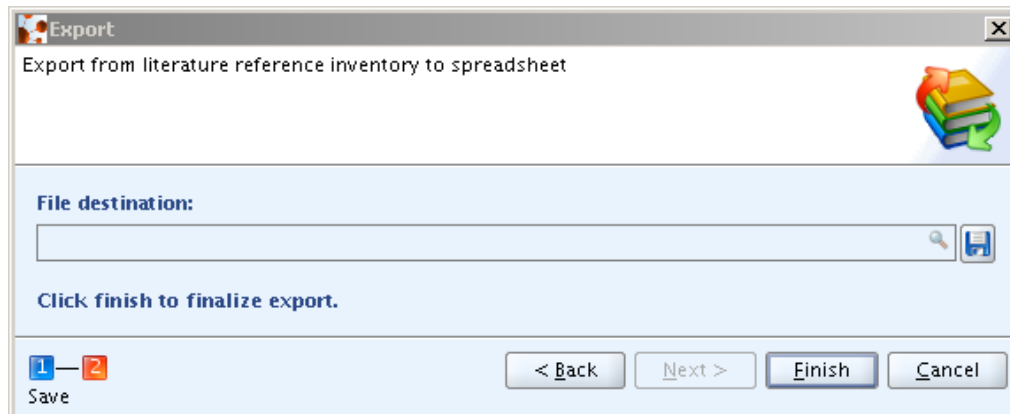 Export
Export from literature reference inventory to spreadsheet
File destination:
Click finish to finalize export.
1 2
Save
< Back Next > Finish Cancel